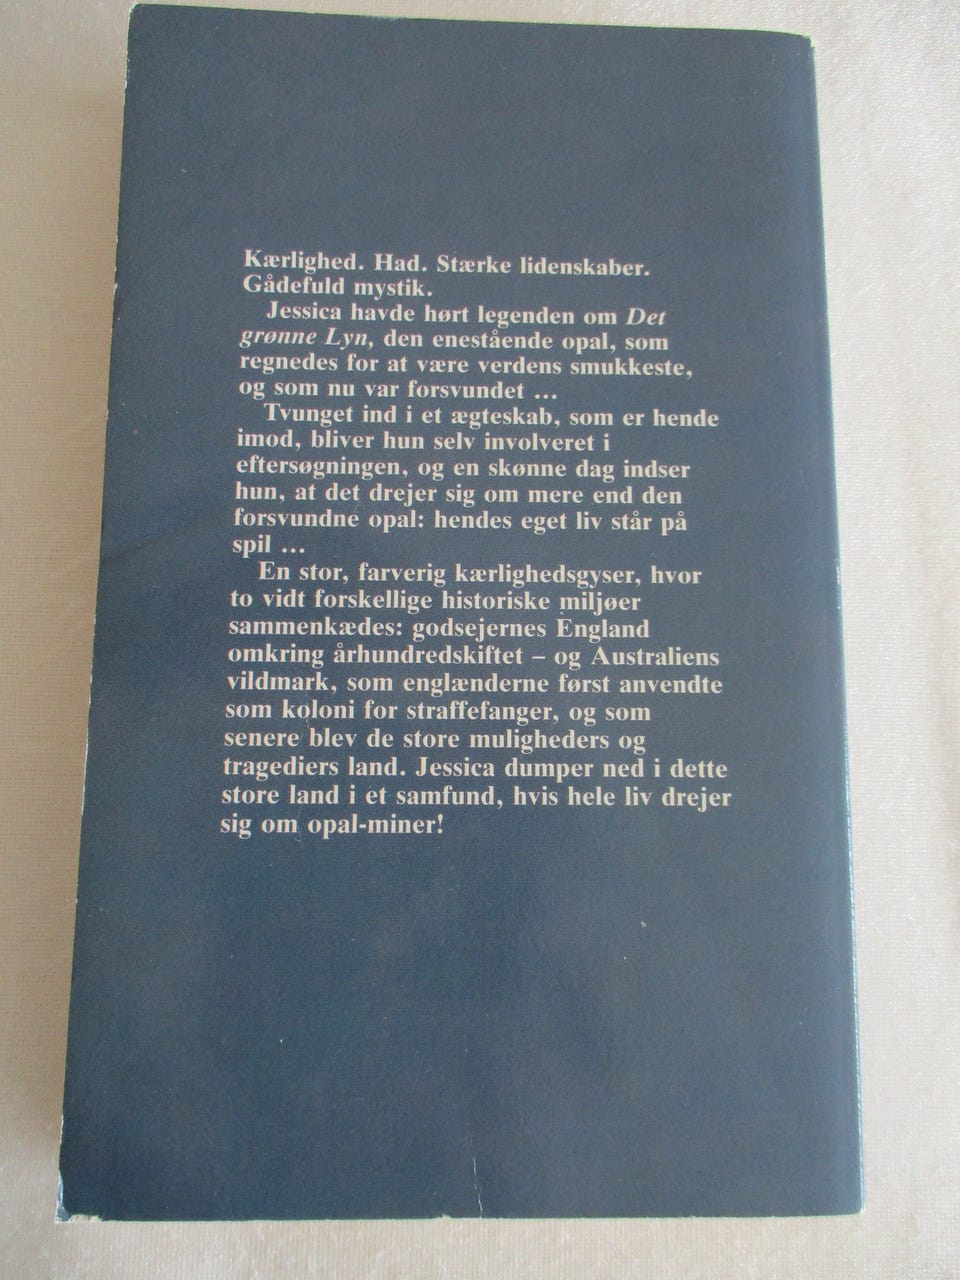 Kærlighed. Had. Stærke lidenskaber.
Gådefuld mystik.
Jessica havde hørt legenden om Det
grønne Lyn, den enestående opal, som
regnedes for at være verdens smukkeste,
og som nu var forsvundet ...
Tvunget ind i et ægteskab, som er hende
imod, bliver hun selv involveret i
eftersøgningen, og en skønne dag indser
hun, at det drejer sig om mere end den
forsvundne opal: hendes eget liv står på
spil ...
En stor, farverig kærlighedsgyser, hvor
to vidt forskellige historiske miljøer
sammenkædes: godsejernes England
omkring århundredskiftet – og Australiens
vildmark, som englænderne først anvendte
som koloni for straffefanger, og som
senere blev de store muligheders og
tragediers land. Jessica dumper ned i dette
store land i et samfund, hvis hele liv drejer
sig om opal-miner!